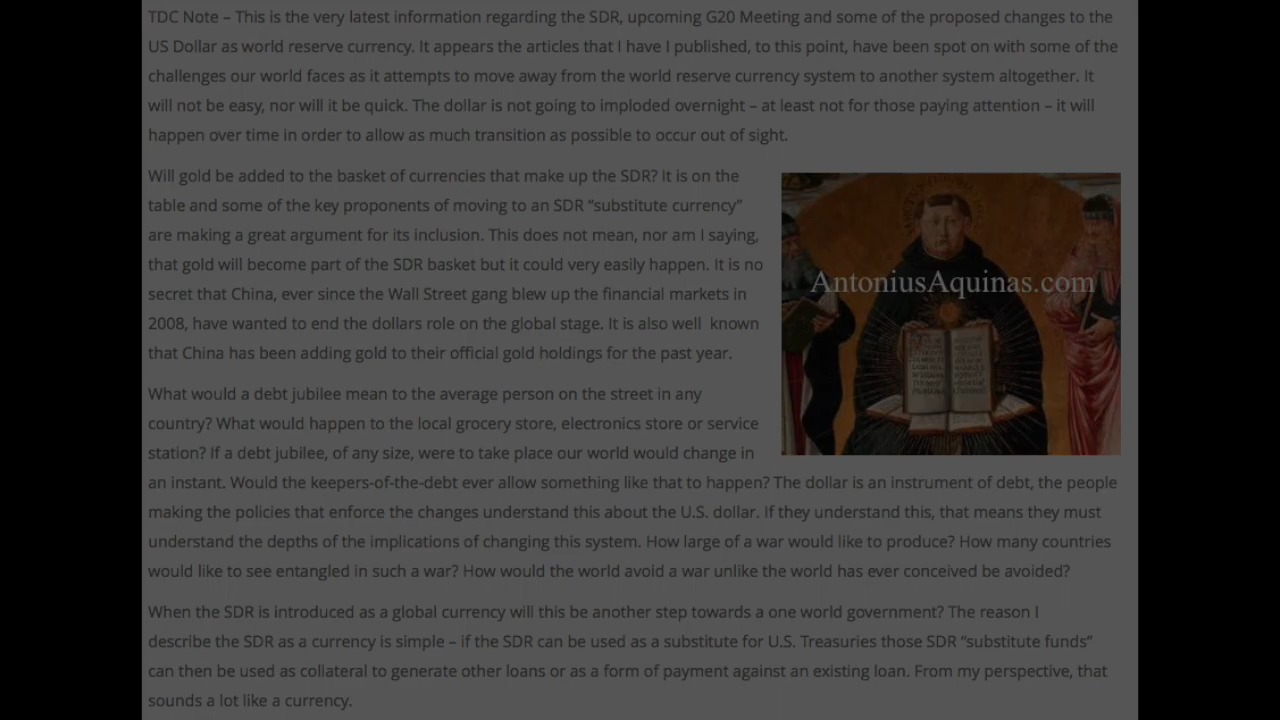 TDC Note – This is the very latest information regarding the SDR, upcoming G20 Meeting and some of the proposed changes to the
US Dollar as world reserve currency. It appears the articles that I have I published, to this point, have been spot on with some of the
challenges our world faces as it attempts to move away from the world reserve currency system to another system altogether. It
will not be easy, nor will it be quick. The dollar is not going to imploded overnight – at least not for those paying attention – it will
happen over time in order to allow as much transition as possible to occur out of sight.
Will gold be added to the basket of currencies that make up the SDR? It is on the
table and some of the key proponents of moving to an SDR “substitute currency”
are making a great argument for its inclusion. This does not mean, nor am I saying,
that gold will become part of the SDR basket but it could very easily happen. It is no
secret that China, ever since the Wall Street gang blew up the financial markets in
2008, have wanted to end the dollars role on the global stage. It is also well known
that China has been adding gold to their official gold holdings for the past year.
AntoniusAquinas.com
What would a debt jubilee mean to the average person on the street in any
country? What would happen to the local grocery store, electronics store or service
station? If a debt jubilee, of any size, were to take place our world would change in
an instant. Would the keepers-of-the-debt ever allow something like that to happen? The dollar is an instrument of debt, the people
making the policies that enforce the changes understand this about the U.S. dollar. If they understand this, that means they must
understand the depths of the implications of changing this system. How large of a war would like to produce? How many countries
would like to see entangled in such a war? How would the world avoid a war unlike the world has ever conceived be avoided?
When the SDR is introduced as a global currency will this be another step towards a one world government? The reason I
describe the SDR as a currency is simple – if the SDR can be used as a substitute for U.S. Treasuries those SDR “substitute funds”
can then be used as collateral to generate other loans or as a form of payment against an existing loan. From my perspective, that
sounds a lot like a currency.